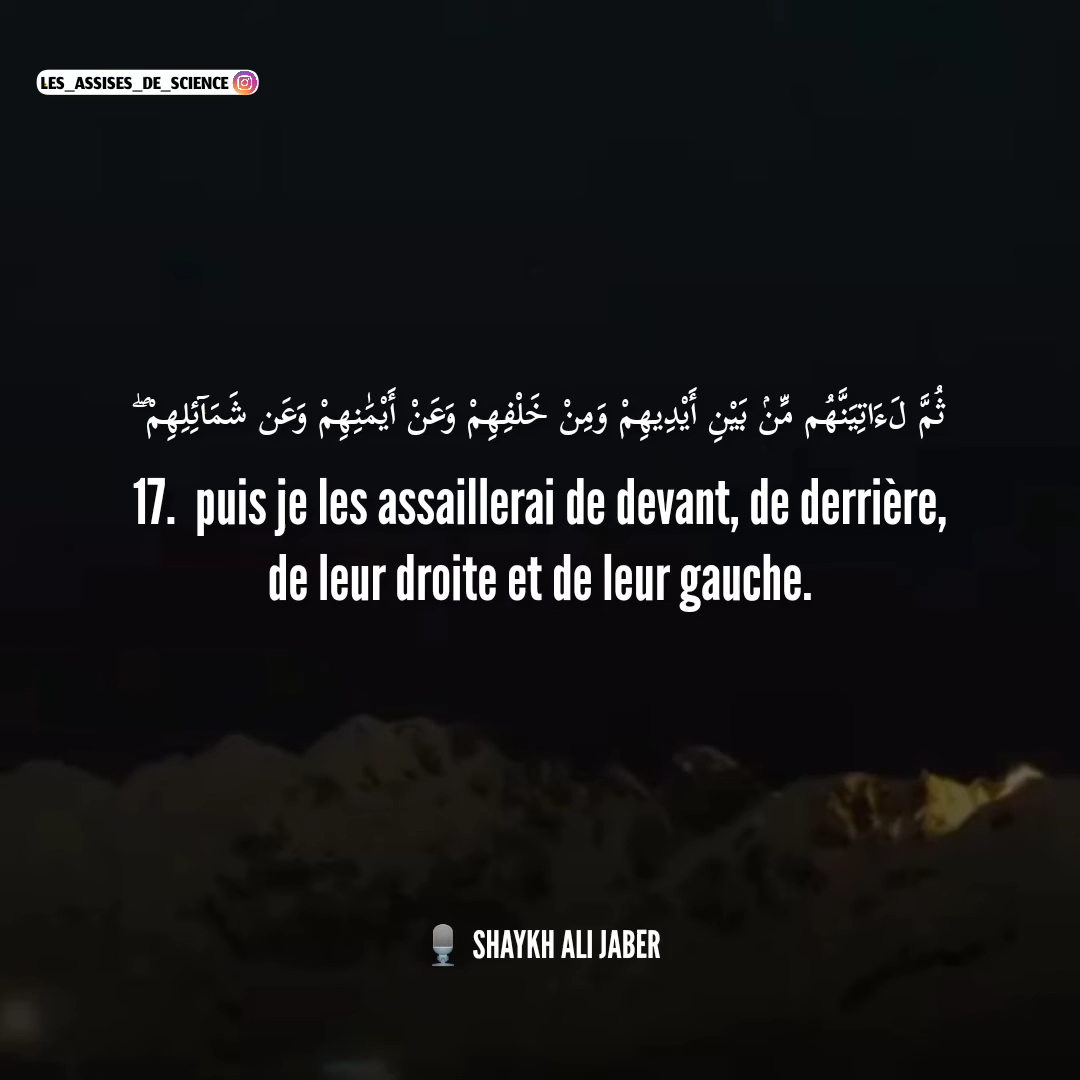 LES_ASSISES_DE_SCIENCE
ثُمَّ لَـَٔاتِيَنَّهُم مِّنۢ بَيْنِ أَيْدِيهِمْ وَمِنْ خَلْفِهِمْ وَعَنْ أَيْمَٰنِهِمْ وَعَن شَمَآئِلِهِمْ ۖ
17. puis je les assaillerai de devant, de derrière,
de leur droite et de leur gauche.
SHAYKH ALI JABER